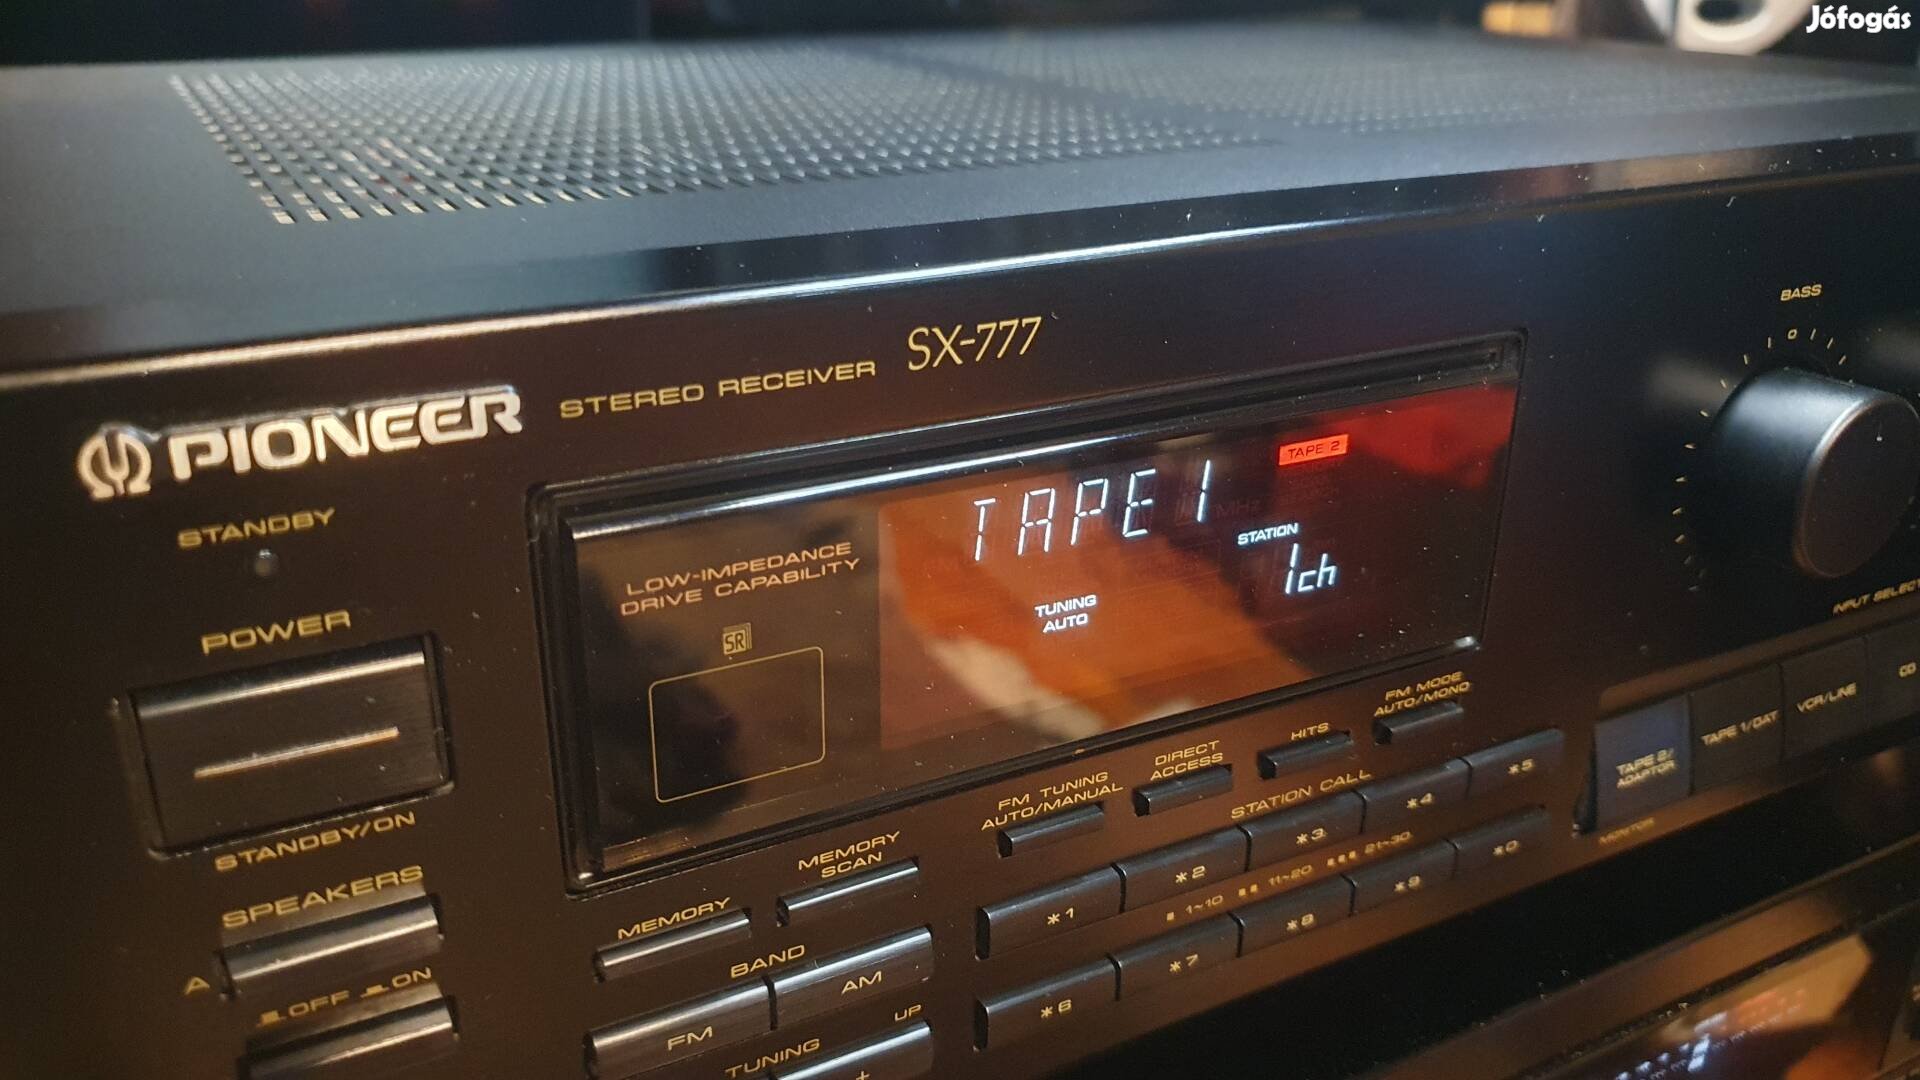 Jófogás
BASS
0
PIONEER
STEREO RECEIVER
SX-777
STANDBY
POWER
STANDBY/ON
SPEAKERS
A
OFF ON
LOW-IMPEDANCE
DRIVE CAPABILITY
SR
TAPE 1
TAPE 2
MHz
STATION
1ch
TUNING
AUTO
MEMORY
MEMORY
SCAN
BAND
FM
AM
TUNING
UP
+
FM TUNING
AUTO/MANUAL
DIRECT
ACCESS
HITS
FM MODE
AUTO/MONO
STATION CALL
*1
*2
*3
*4
*5
1~10
11~20
21~30
*6
*7
*8
*9
*0
TAPE 2/
ADAPTOR
MONITOR
TAPE 1/DAT
VCR/LINE
CD
INPUT